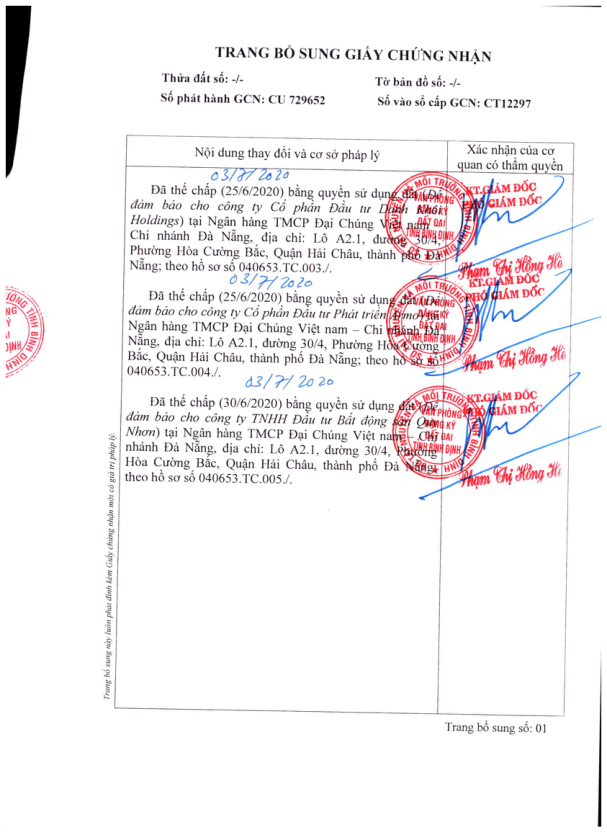 TRANG BỔ SUNG GIẤY CHỨNG NHẬN
Thửa đất số: -/-
Tờ bản đồ số: -/-
Số phát hành GCN: CU 729652
Số vào sổ cấp GCN: CT12297
Nội dung thay đổi và cơ sở pháp lý
Xác nhận của cơ
quan có thẩm quyền
03/7/2020
Đã thế chấp (25/6/2020) bằng quyền sử dụng đất (Để
đảm bảo cho công ty Cổ phần Đầu tư Danh Khôi
Holdings) tại Ngân hàng TMCP Đại Chúng Việt nam –
Chi nhánh Đà Nẵng, địa chỉ: Lô A2.1, đường 30/4,
Phường Hòa Cường Bắc, Quận Hải Châu, thành phố Đà
Nẵng; theo hồ sơ số 040653.TC.003./.
KT.GIÁM ĐỐC
PHÓ GIÁM ĐỐC
Phạm Thị Hồng Hà
03/7/2020
Đã thế chấp (25/6/2020) bằng quyền sử dụng đất (Để
đảm bảo cho công ty Cổ phần Đầu tư Phát triển) tại
Ngân hàng TMCP Đại Chúng Việt nam – Chi nhánh Đà
Nẵng, địa chỉ: Lô A2.1, đường 30/4, Phường Hòa Cường
Bắc, Quận Hải Châu, thành phố Đà Nẵng; theo hồ sơ số
040653.TC.004./.
KT.GIÁM ĐỐC
PHÓ GIÁM ĐỐC
Phạm Thị Hồng Hà
03/7/2020
Đã thế chấp (30/6/2020) bằng quyền sử dụng đất (Để
đảm bảo cho công ty TNHH Đầu tư Bất động sản Quy
Nhơn) tại Ngân hàng TMCP Đại Chúng Việt nam – Chi
nhánh Đà Nẵng, địa chỉ: Lô A2.1, đường 30/4, Phường
Hòa Cường Bắc, Quận Hải Châu, thành phố Đà Nẵng;
theo hồ sơ số 040653.TC.005./.
KT.GIÁM ĐỐC
PHÓ GIÁM ĐỐC
Phạm Thị Hồng Hà
VĂN PHÒNG
ĐĂNG KÝ
ĐẤT ĐAI
TỈNH BÌNH ĐỊNH
Trang bổ sung này luôn phải đính kèm Giấy chứng nhận mới có giá trị pháp lý.
Trang bổ sung số: 01